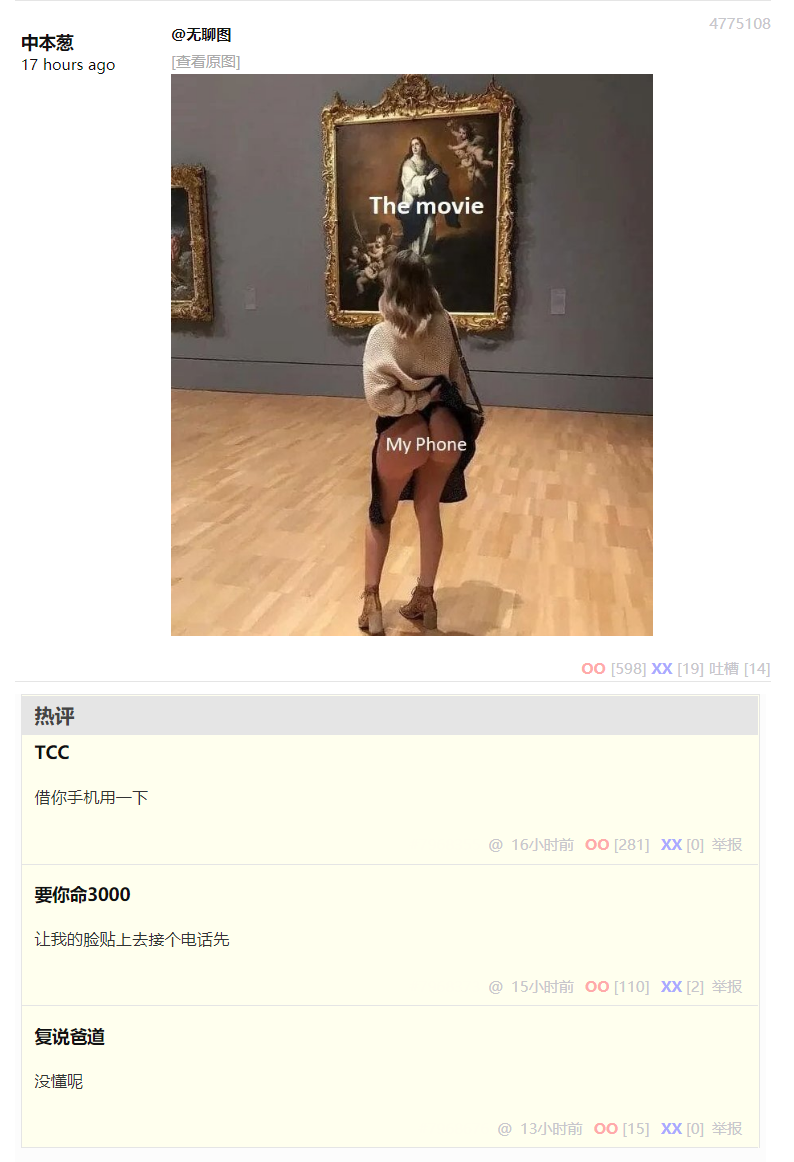 4775108
中本葱
17 hours ago
@无聊图
[查看原图]
The movie
My Phone
OO [598] XX [19] 吐槽 [14]
热评
TCC
借你手机用一下
@ 16小时前 OO [281] XX [0] 举报
要你命3000
让我的脸贴上去接个电话先
@ 15小时前 OO [110] XX [2] 举报
复说爸道
没懂呢
@ 13小时前 OO [15] XX [0] 举报